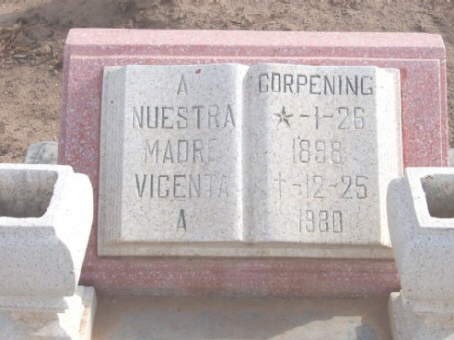 A
NUESTRA
MADRE
VICENTA
A
CORPENING
☆-1-26
1898
†-12-25
1980